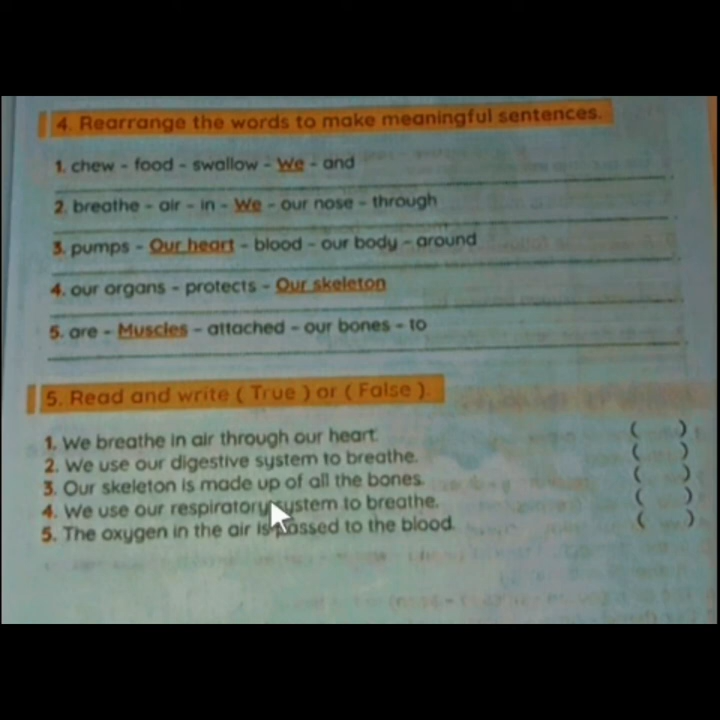 4. Rearrange the words to make meaningful sentences.
1. chew - food - swallow - We - and
2. breathe - air - in - We - our nose - through
3. pumps - Our heart - blood - our body - around
4. our organs - protects - Our skeleton
5. are - Muscles - attached - our bones - to
5. Read and write ( True ) or ( False ).
1. We breathe in air through our heart. ( )
2. We use our digestive system to breathe. ( )
3. Our skeleton is made up of all the bones. ( )
4. We use our respiratory system to breathe. ( )
5. The oxygen in the air is passed to the blood. ( )